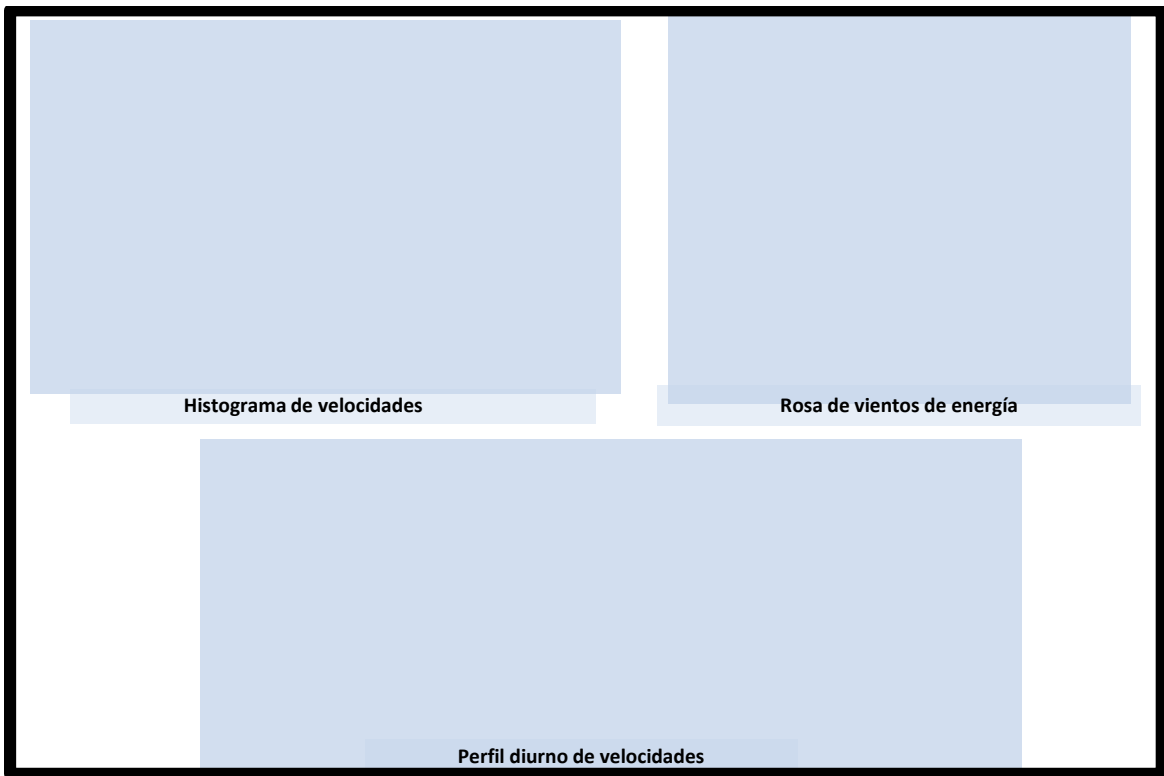 Histograma de velocidades
Rosa de vientos de energía
Perfil diurno de velocidades